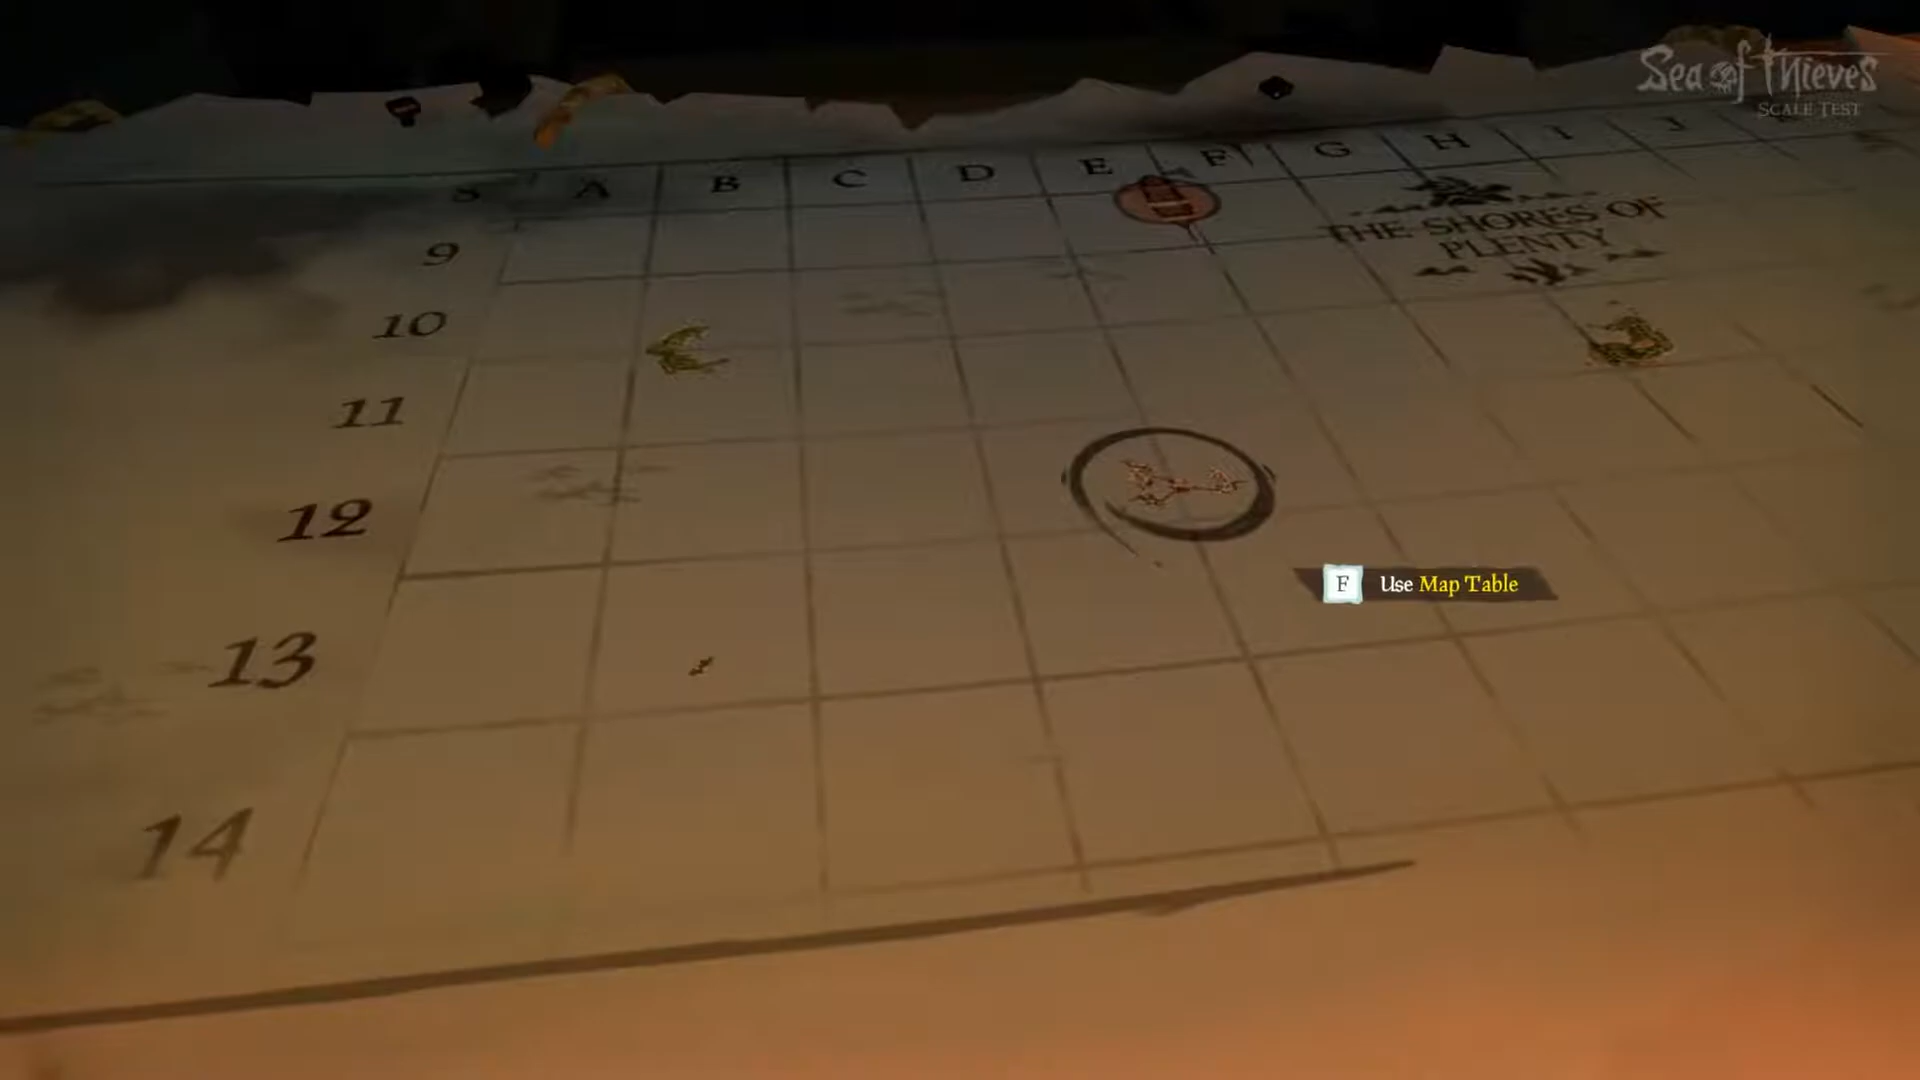 Sea of Thieves
SCALE TEST
A B C D E F G H I J
THE SHORES OF
PLENTY
9
10
11
12
13
14
F Use Map Table